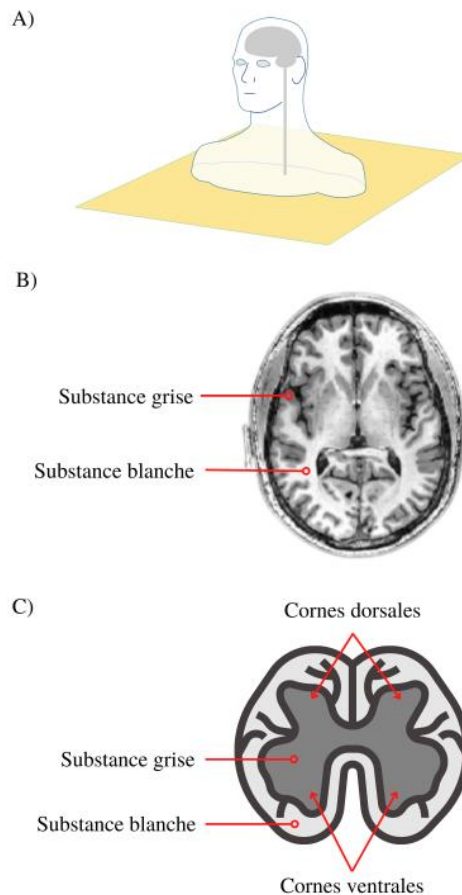 A)
B)
Substance grise
Substance blanche
C)
Cornes dorsales
Substance grise
Substance blanche
Cornes ventrales